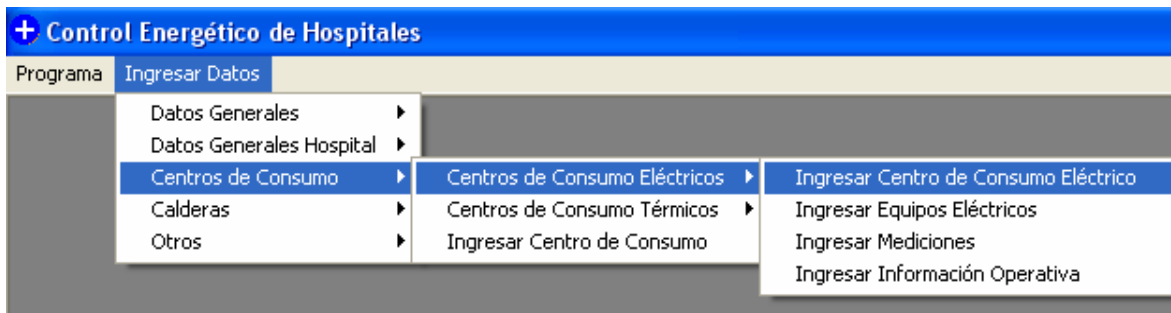 Control Energético de Hospitales
Programa Ingresar Datos
Datos Generales
Datos Generales Hospital
Centros de Consumo
Calderas
Otros
Centros de Consumo Eléctricos
Centros de Consumo Térmicos
Ingresar Centro de Consumo
Ingresar Centro de Consumo Eléctrico
Ingresar Equipos Eléctricos
Ingresar Mediciones
Ingresar Información Operativa